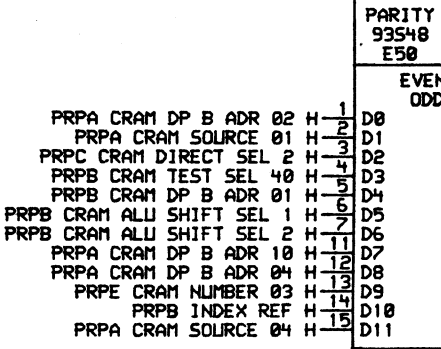 PARITY
93S48
E50
EVEN
ODD
PRPA CRAM DP B ADR 02 H 1 D0
PRPA CRAM SOURCE 01 H 2 D1
PRPC CRAM DIRECT SEL 2 H 3 D2
PRPB CRAM TEST SEL 40 H 4 D3
PRPB CRAM DP B ADR 01 H 5 D4
PRPB CRAM ALU SHIFT SEL 1 H 6 D5
PRPB CRAM ALU SHIFT SEL 2 H 7 D6
PRPA CRAM DP B ADR 10 H 11 D7
PRPA CRAM DP B ADR 04 H 12 D8
PRPE CRAM NUMBER 03 H 13 D9
PRPB INDEX REF H 14 D10
PRPA CRAM SOURCE 04 H 15 D11